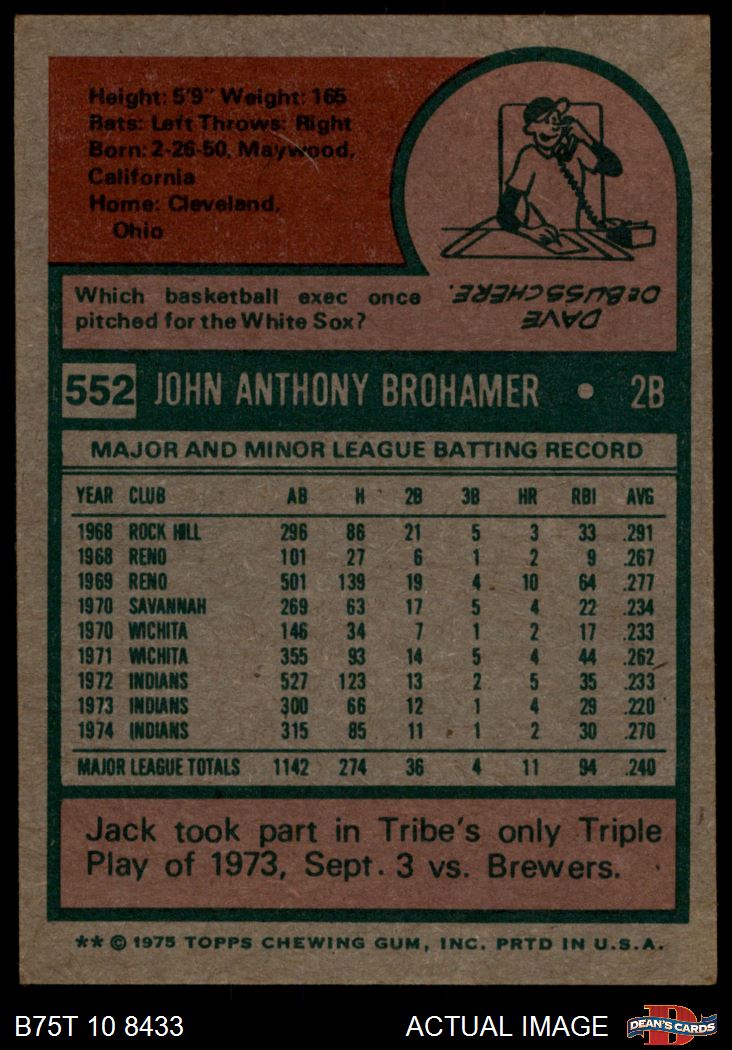 Height: 5'9" Weight: 165
Bats: Left Throws: Right
Born: 2-26-50, Maywood,
California
Home: Cleveland,
Ohio
Which basketball exec once
pitched for the White Sox?
DAVE
DeBUSSCHERE.
552 JOHN ANTHONY BROHAMER • 2B
MAJOR AND MINOR LEAGUE BATTING RECORD
YEAR CLUB AB H 2B 3B HR RBI AVG
1968 ROCK HILL 296 86 21 5 3 33 .291
1968 RENO 101 27 6 1 2 9 .267
1969 RENO 501 139 19 4 10 64 .277
1970 SAVANNAH 269 63 17 5 4 22 .234
1970 WICHITA 146 34 7 1 2 17 .233
1971 WICHITA 355 93 14 5 4 44 .262
1972 INDIANS 527 123 13 2 5 35 .233
1973 INDIANS 300 66 12 1 4 29 .220
1974 INDIANS 315 85 11 1 2 30 .270
MAJOR LEAGUE TOTALS 1142 274 36 4 11 94 .240
Jack took part in Tribe's only Triple
Play of 1973, Sept. 3 vs. Brewers.
** © 1975 TOPPS CHEWING GUM, INC. PRTD IN U.S.A.
B75T 10 8433 ACTUAL IMAGE DEAN'S CARDS